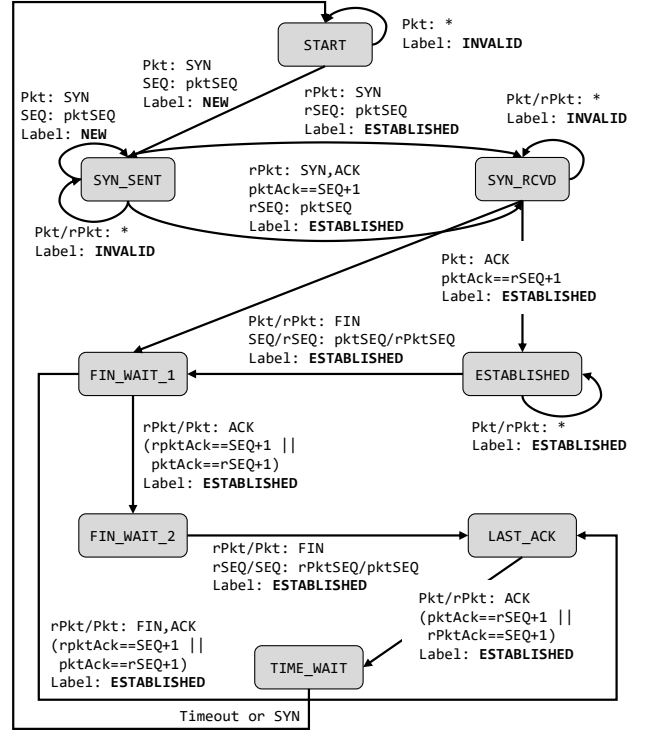 START
Pkt: *
Label: INVALID
Pkt: SYN
SEQ: pktSEQ
Label: NEW
Pkt: SYN
SEQ: pktSEQ
Label: NEW
rPkt: SYN
rSEQ: pktSEQ
Label: ESTABLISHED
Pkt/rPkt: *
Label: INVALID
SYN_SENT
rPkt: SYN,ACK
pktAck==SEQ+1
rSEQ: pktSEQ
Label: ESTABLISHED
SYN_RCVD
Pkt/rPkt: *
Label: INVALID
Pkt: ACK
pktAck==rSEQ+1
Label: ESTABLISHED
Pkt/rPkt: FIN
SEQ/rSEQ: pktSEQ/rPktSEQ
Label: ESTABLISHED
FIN_WAIT_1
ESTABLISHED
rPkt/Pkt: ACK
(rpktAck==SEQ+1 ||
pktAck==rSEQ+1)
Label: ESTABLISHED
Pkt/rPkt: *
Label: ESTABLISHED
FIN_WAIT_2
LAST_ACK
rPkt/Pkt: FIN
rSEQ/SEQ: rPktSEQ/pktSEQ
Label: ESTABLISHED
Pkt/rPkt: ACK
(pktAck==rSEQ+1 ||
rPktAck==SEQ+1)
Label: ESTABLISHED
rPkt/Pkt: FIN,ACK
(rpktAck==SEQ+1 ||
pktAck==rSEQ+1)
Label: ESTABLISHED
TIME_WAIT
Timeout or SYN